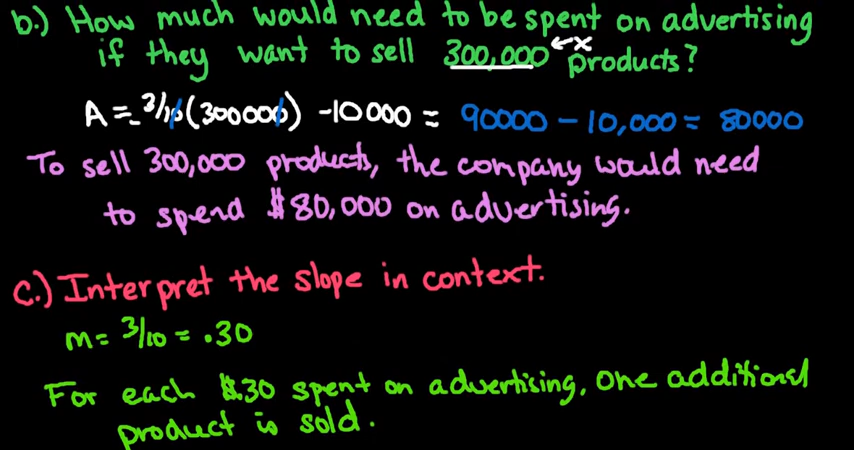 b.) How much would need to be spent on advertising
if they want to sell 300,000 ← x products?
A = 3/10 (300000) - 10000 = 90000 - 10,000 = 80000
To sell 300,000 products, the company would need
to spend $80,000 on advertising.
c.) Interpret the slope in context.
m = 3/10 = .30
For each $.30 spent on advertising, one additional
product is sold.